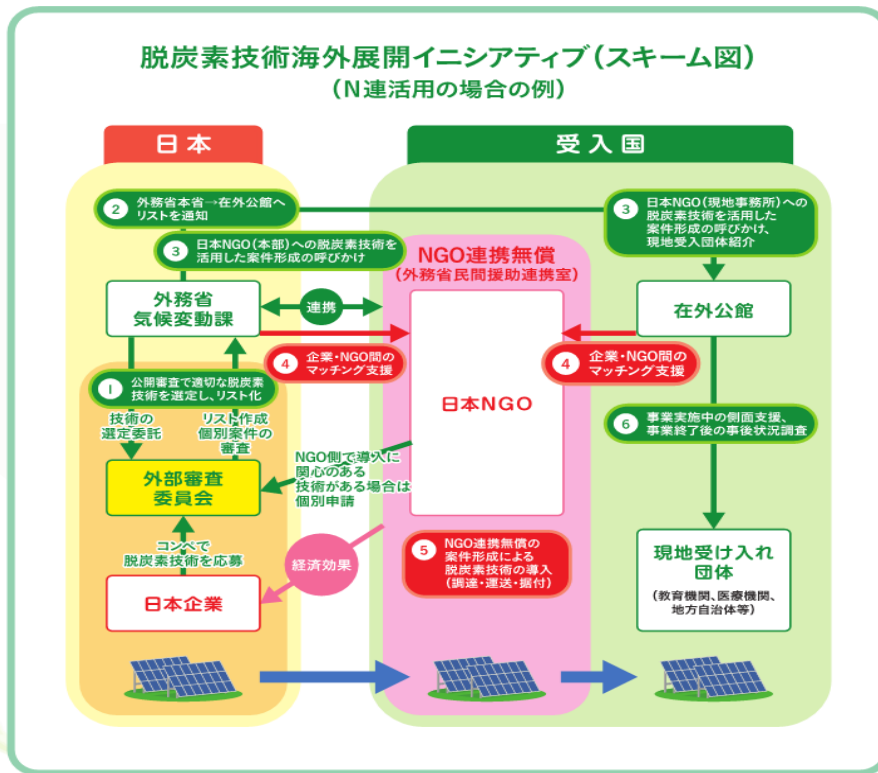 脱炭素技術海外展開イニシアティブ(スキーム図)
(N連活用の場合の例)
日本
受入国
2 外務省本省→在外公館へ
リストを通知
3 日本NGO(本部)への脱炭素技術を
活用した案件形成の呼びかけ
3 日本NGO(現地事務所)への
脱炭素技術を活用した
案件形成の呼びかけ、
現地受入団体紹介
NGO連携無償
(外務省民間援助連携室)
外務省
気候変動課
連携
在外公館
4 企業・NGO間の
マッチング支援
4 企業・NGO間の
マッチング支援
1 公開審査で適切な脱炭素
技術を選定し、リスト化
日本NGO
技術の
選定委託
リスト作成
個別案件の
審査
6 事業実施中の側面支援、
事業終了後の事後状況調査
外部審査
委員会
NGO側で導入に
関心のある
技術がある場合は
個別申請
コンペで
脱炭素技術を応募
経済効果
5 NGO連携無償の
案件形成による
脱炭素技術の導入
(調達・運送・据付)
日本企業
現地受け入れ
団体
(教育機関、医療機関、
地方自治体等)